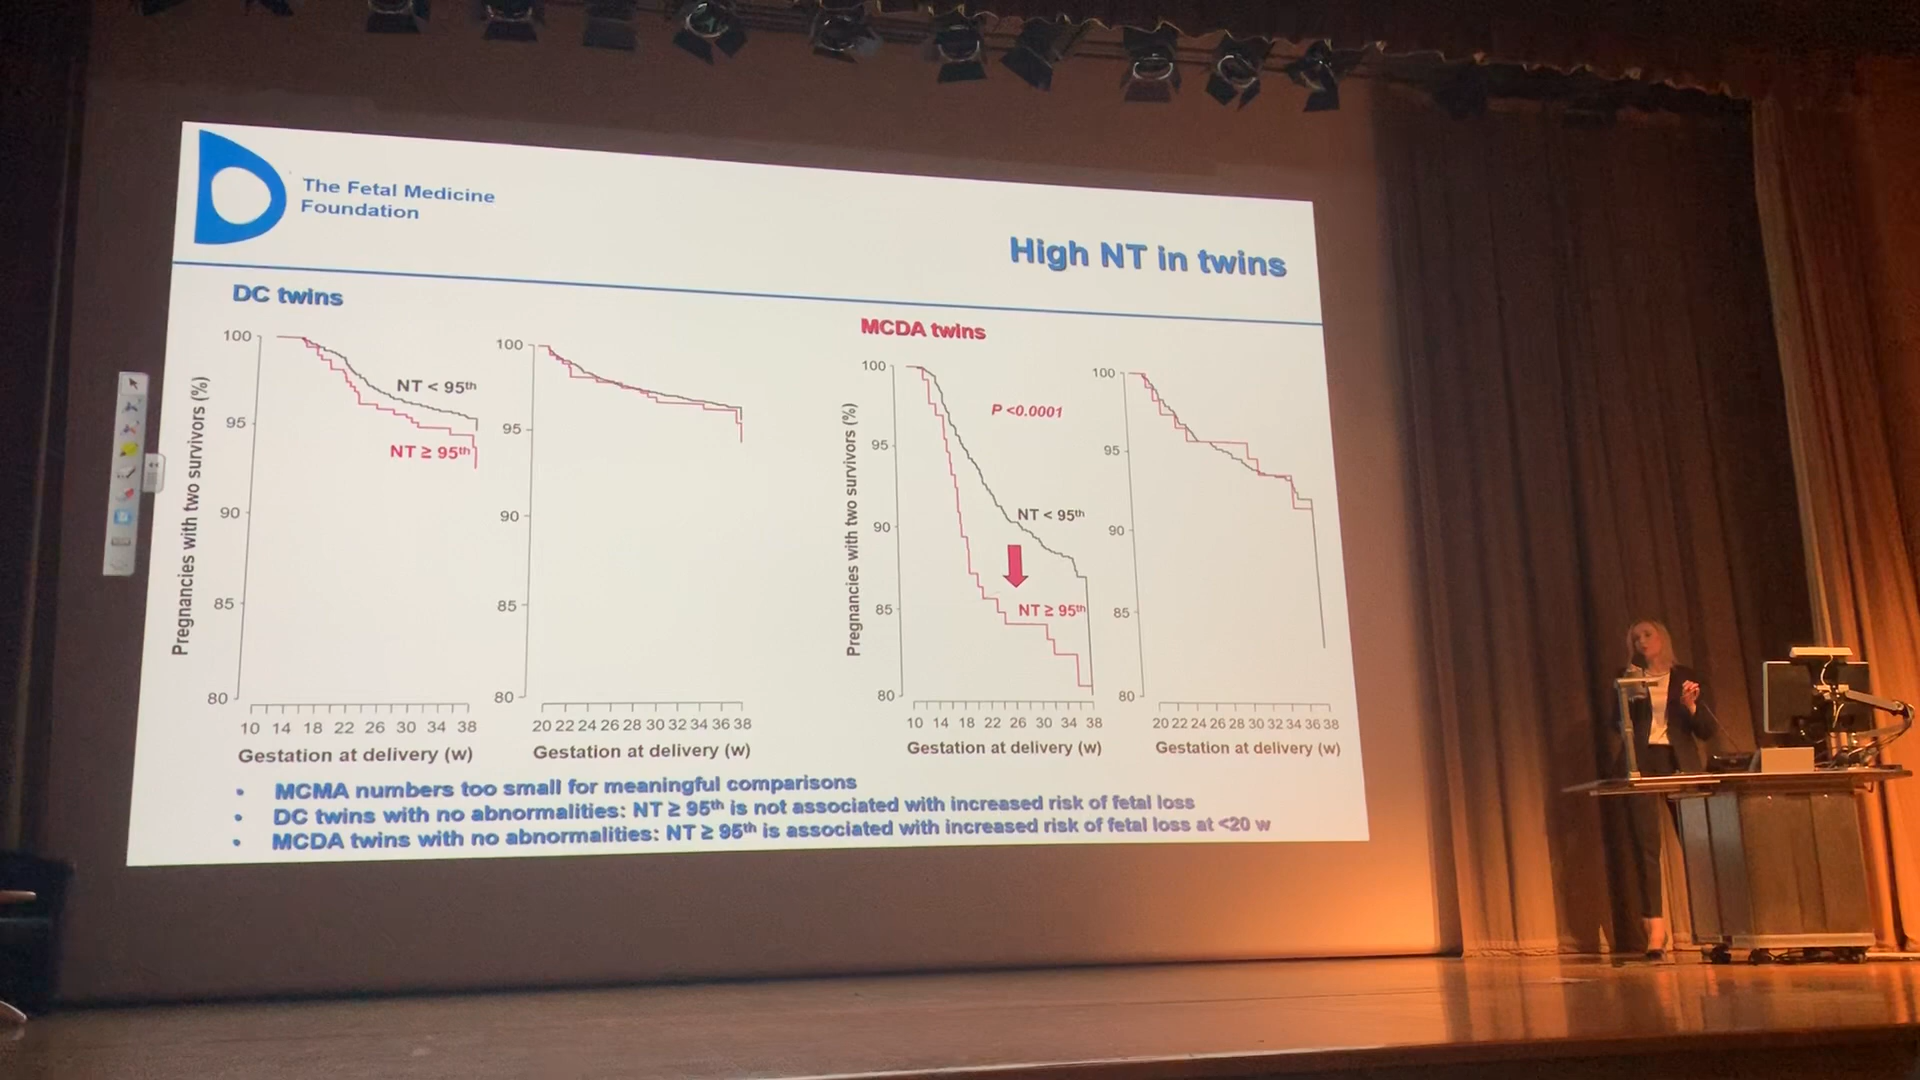 The Fetal Medicine
Foundation
High NT in twins
DC twins
MCDA twins
Pregnancies with two survivors (%)
100
95
90
85
80
NT < 95th
NT ≥ 95th
10 14 18 22 26 30 34 38
Gestation at delivery (w)
100
95
90
85
80
20 22 24 26 28 30 32 34 36 38
Gestation at delivery (w)
Pregnancies with two survivors (%)
100
95
90
85
80
P <0.0001
NT < 95th
NT ≥ 95th
10 14 18 22 26 30 34 38
Gestation at delivery (w)
100
95
90
85
80
20 22 24 26 28 30 32 34 36 38
Gestation at delivery (w)
• MCMA numbers too small for meaningful comparisons
• DC twins with no abnormalities: NT ≥ 95th is not associated with increased risk of fetal loss
• MCDA twins with no abnormalities: NT ≥ 95th is associated with increased risk of fetal loss at <20 w